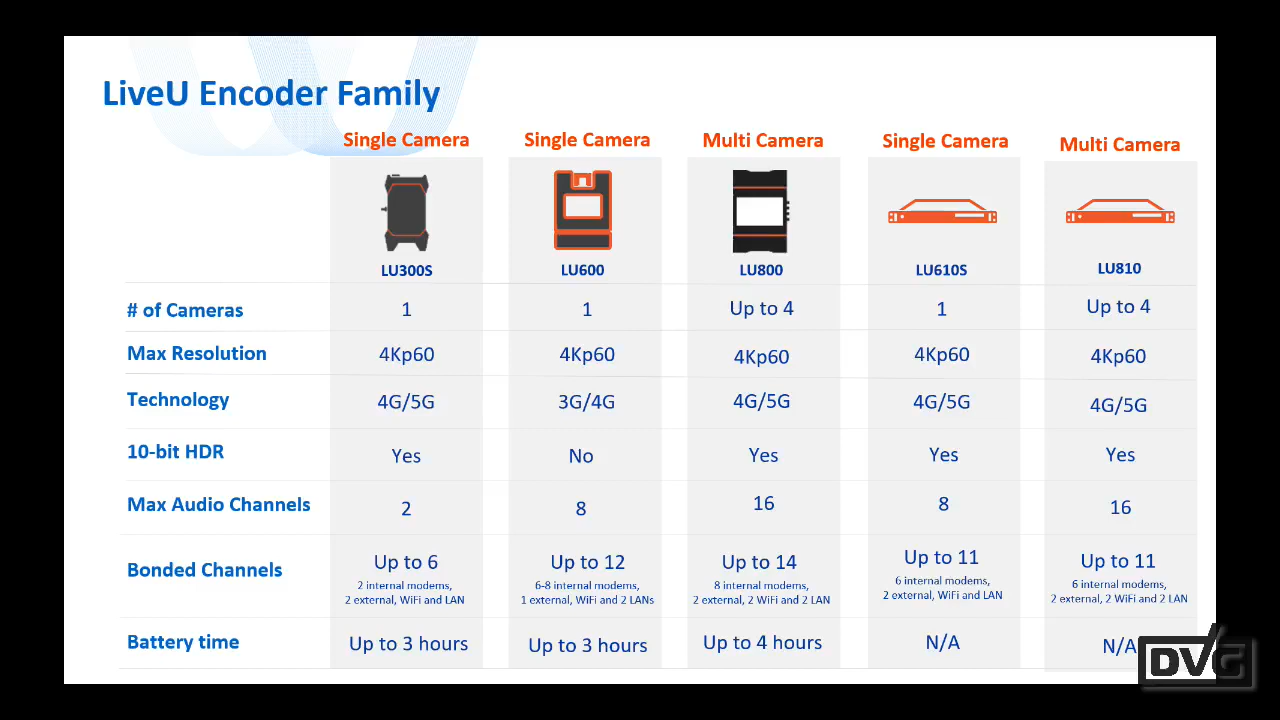 LiveU Encoder Family
Single Camera Single Camera Multi Camera Single Camera Multi Camera
LU300S LU600 LU800 LU610S LU810
# of Cameras 1 1 Up to 4 1 Up to 4
Max Resolution 4Kp60 4Kp60 4Kp60 4Kp60 4Kp60
Technology 4G/5G 3G/4G 4G/5G 4G/5G 4G/5G
10-bit HDR Yes No Yes Yes Yes
Max Audio Channels 2 8 16 8 16
Bonded Channels Up to 6 Up to 12 Up to 14 Up to 11 Up to 11
2 internal modems, 6-8 internal modems, 8 internal modems, 6 internal modems, 6 internal modems,
2 external, WiFi and LAN 1 external, WiFi and 2 LANs 2 external, 2 WiFi and 2 LAN 2 external, WiFi and LAN 2 external, 2 WiFi and 2 LAN
Battery time Up to 3 hours Up to 3 hours Up to 4 hours N/A N/A
DVG